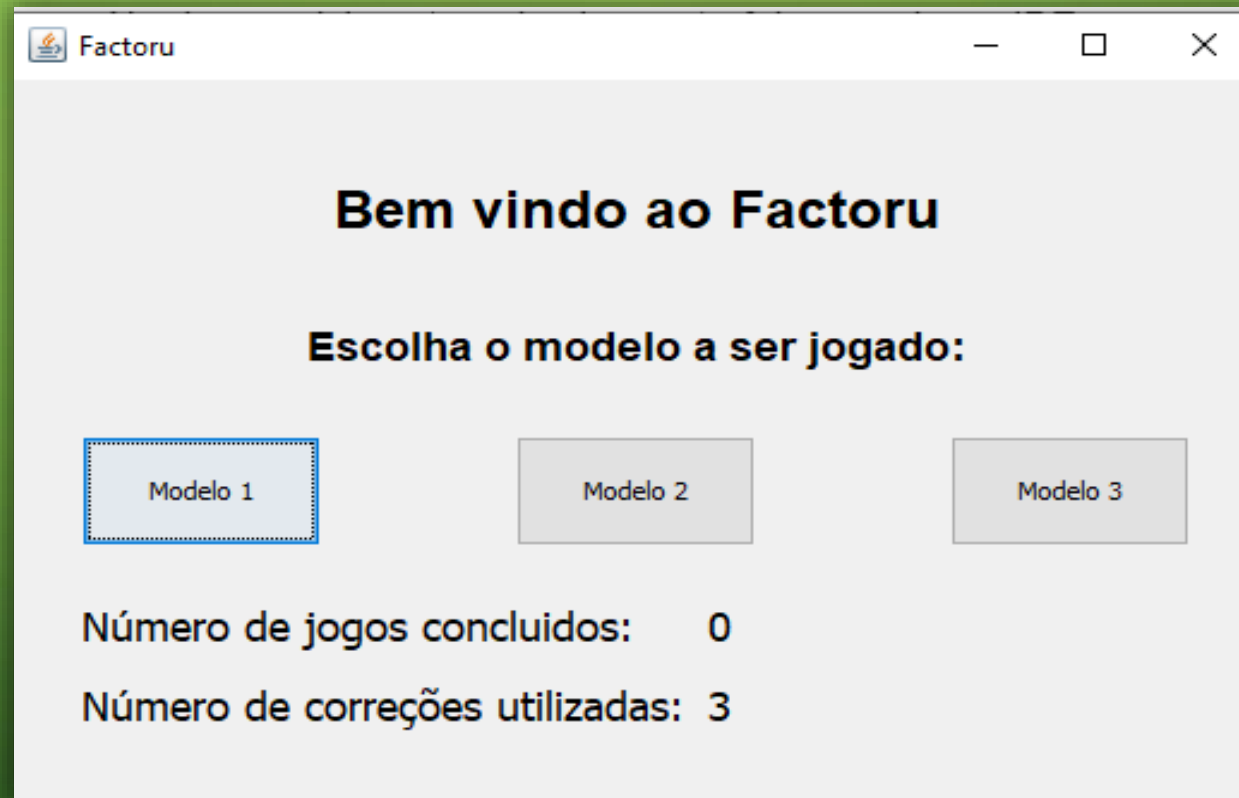 Factoru
Bem vindo ao Factoru
Escolha o modelo a ser jogado:
Modelo 1 Modelo 2 Modelo 3
Número de jogos concluidos: 0
Número de correções utilizadas: 3